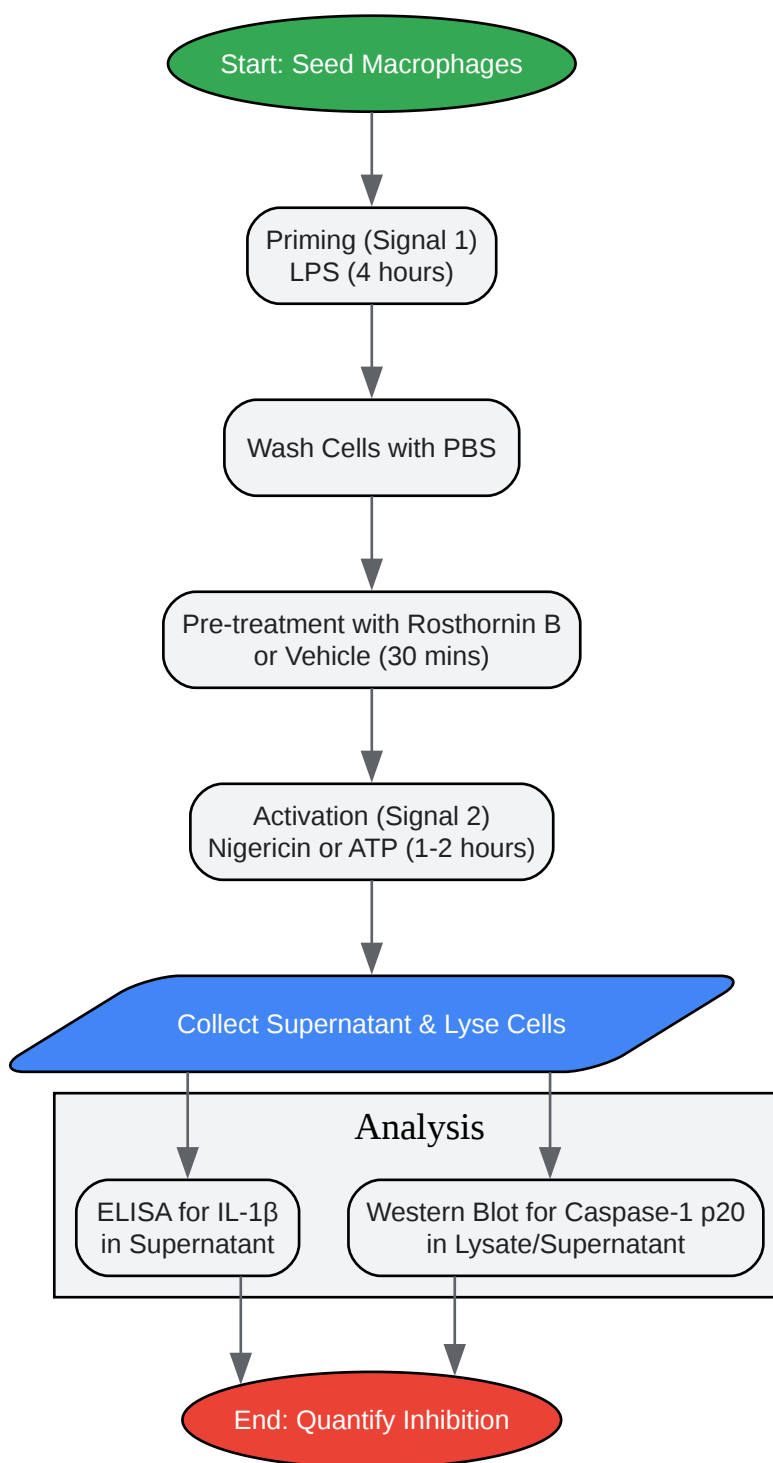 Start: Seed Macrophages
Priming (Signal 1)
LPS (4 hours)
Wash Cells with PBS
Pre-treatment with Rosthornin B
or Vehicle (30 mins)
Activation (Signal 2)
Nigericin or ATP (1-2 hours)
Collect Supernatant & Lyse Cells
Analysis
ELISA for IL-1β
in Supernatant
Western Blot for Caspase-1 p20
in Lysate/Supernatant
End: Quantify Inhibition